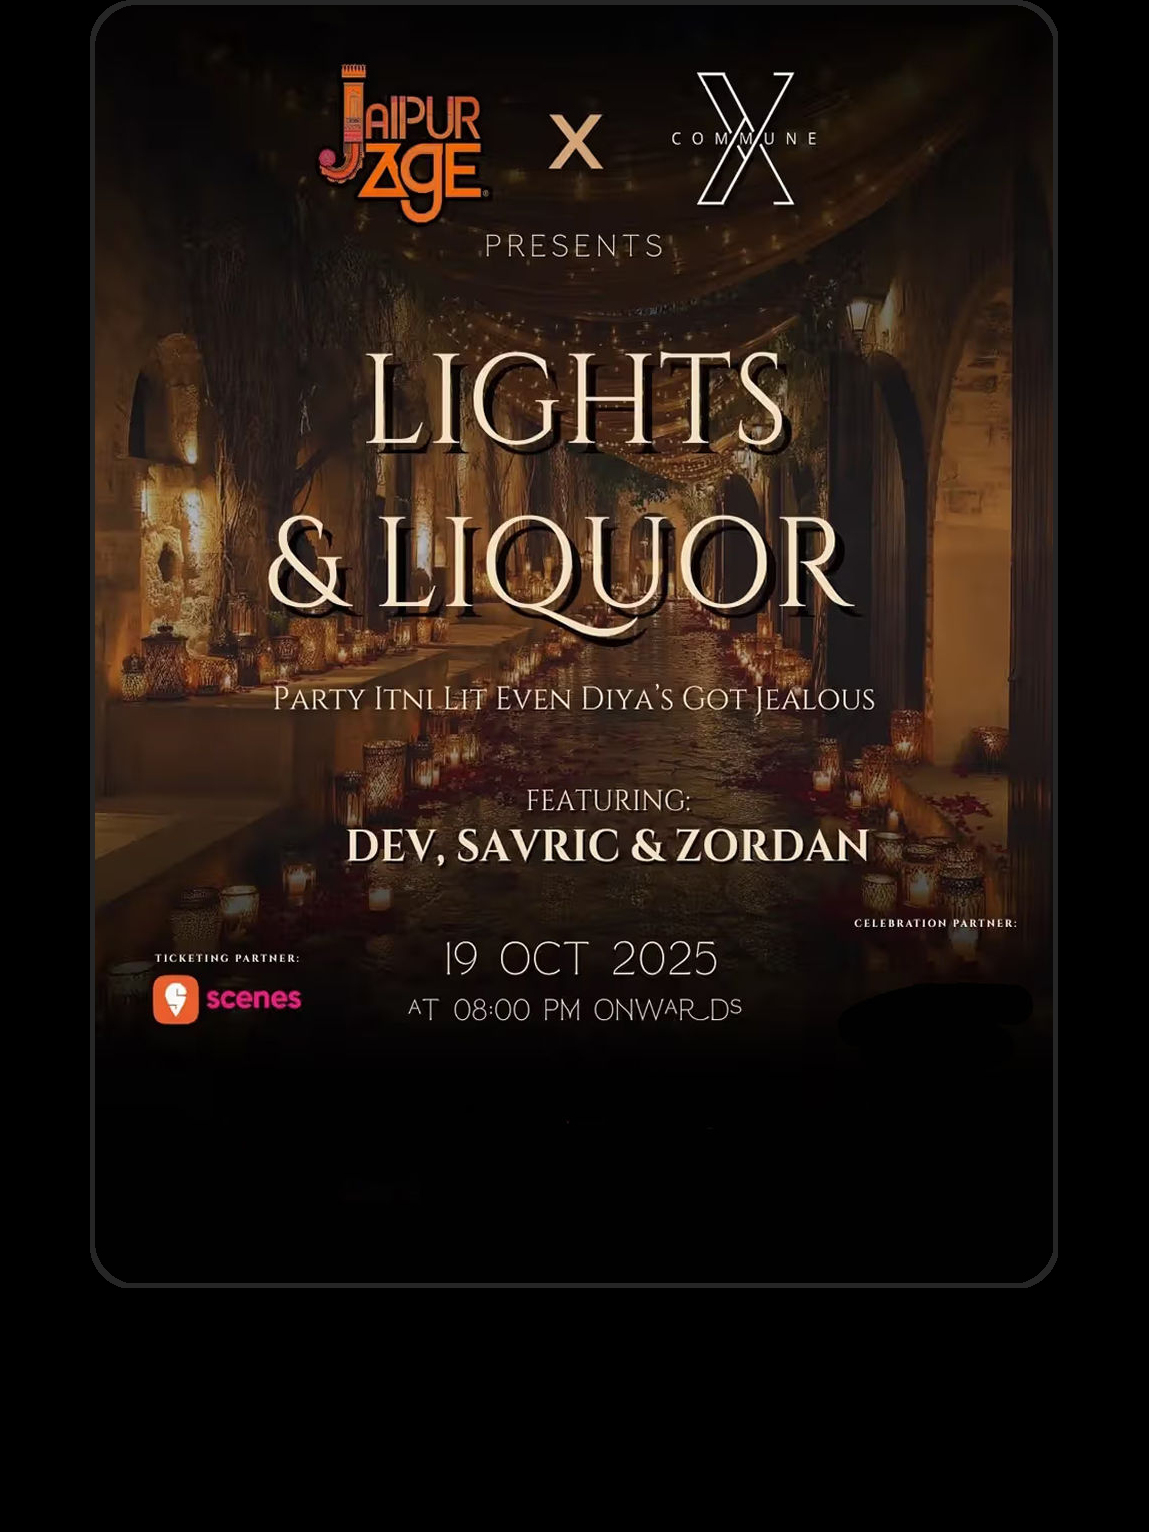 JAIPUR
ZAGE
X
COMMUNE
X
PRESENTS
LIGHTS
& LIQUOR
PARTY ITNI LIT EVEN DIYA'S GOT JEALOUS
FEATURING:
DEV, SAVRIC & ZORDAN
CELEBRATION PARTNER:
19 OCT 2025
AT 08:00 PM ONWARDS
TICKETING PARTNER:
scenes